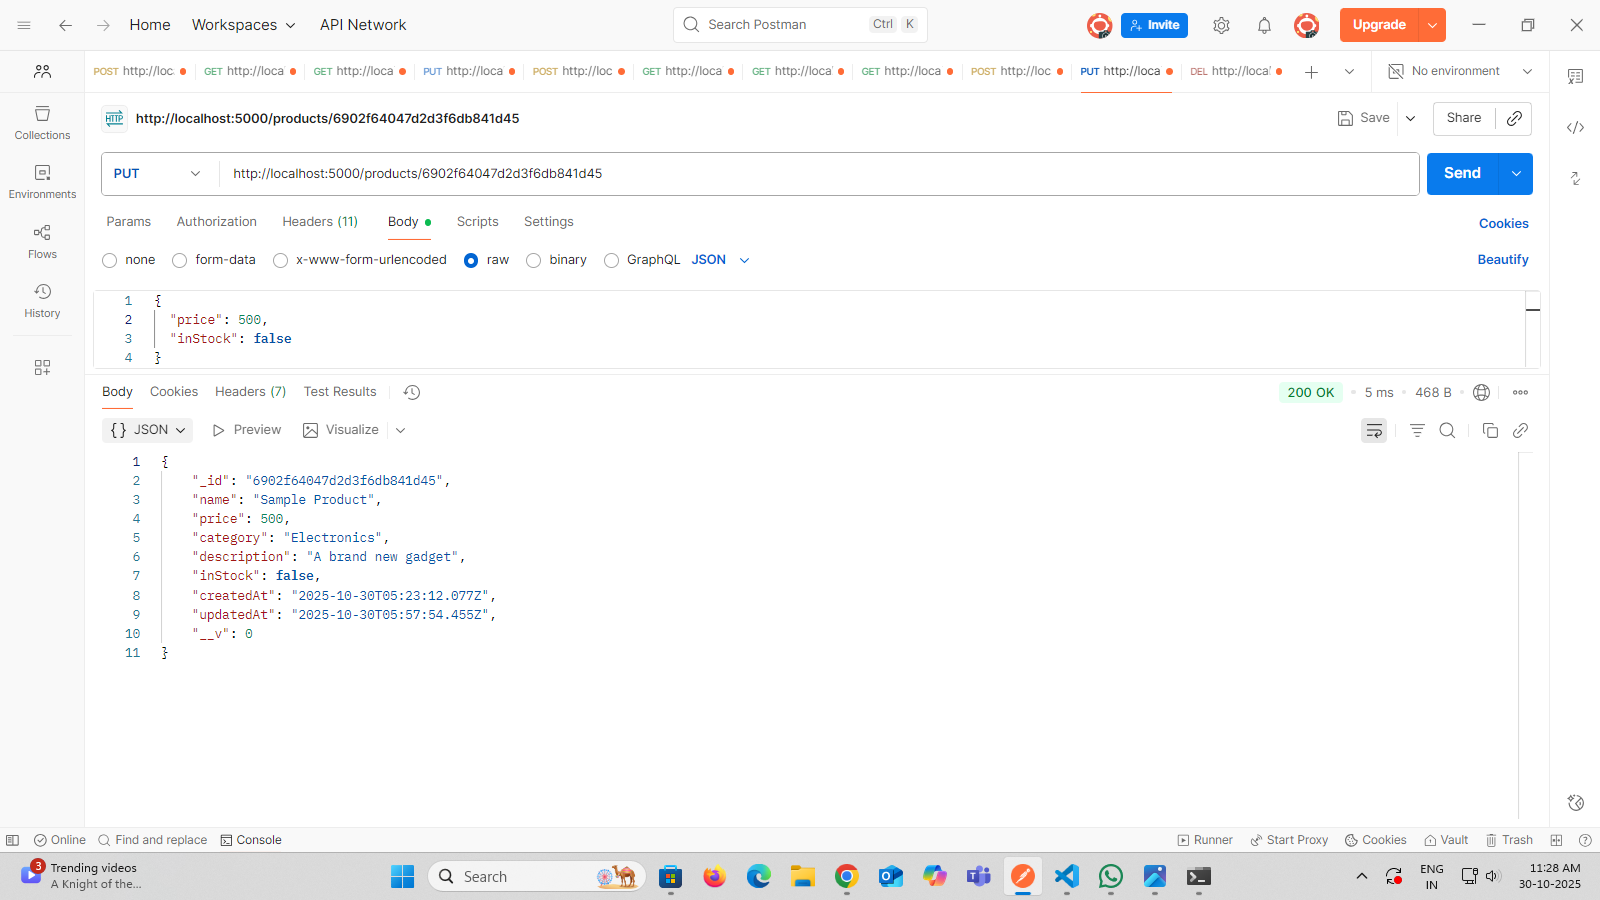 Home Workspaces API Network Search Postman Ctrl K Invite Upgrade
POST http://loc GET http://loca GET http://loca PUT http://loca POST http://loc GET http://loca GET http://loca GET http://loca POST http://loc PUT http://loca DEL http://local No environment
HTTP http://localhost:5000/products/6902f64047d2d3f6db841d45 Save Share
PUT http://localhost:5000/products/6902f64047d2d3f6db841d45 Send
Collections
Environments
Flows
History
Params Authorization Headers (11) Body Scripts Settings Cookies
none form-data x-www-form-urlencoded raw binary GraphQL JSON Beautify
1 {
2 "price": 500,
3 "inStock": false
4 }
Body Cookies Headers (7) Test Results 200 OK 5 ms 468 B
{} JSON Preview Visualize
1 {
2 "_id": "6902f64047d2d3f6db841d45",
3 "name": "Sample Product",
4 "price": 500,
5 "category": "Electronics",
6 "description": "A brand new gadget",
7 "inStock": false,
8 "createdAt": "2025-10-30T05:23:12.077Z",
9 "updatedAt": "2025-10-30T05:57:54.455Z",
10 "__v": 0
11 }
Online Find and replace Console Runner Start Proxy Cookies Vault Trash
3 Trending videos
A Knight of the...
Search
ENG
IN
11:28 AM
30-10-2025